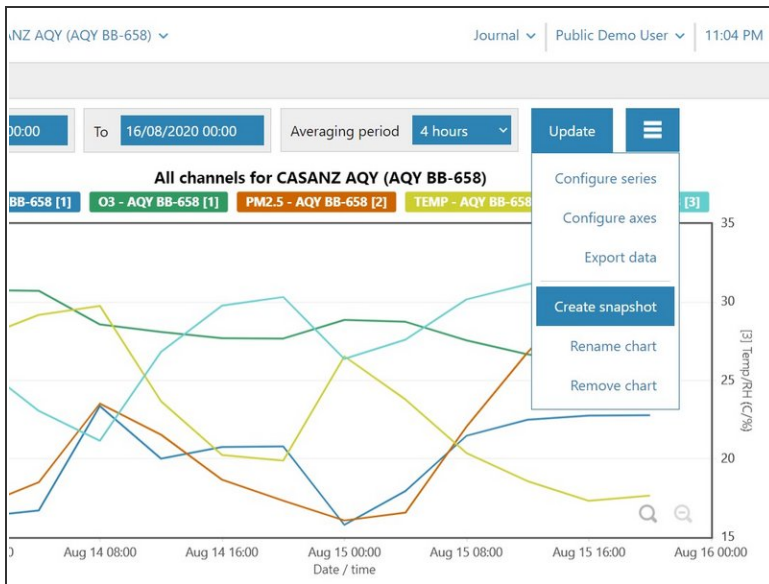 NZ AQY (AQY BB-658)
Journal
Public Demo User
11:04 PM
00:00
To
16/08/2020 00:00
Averaging period
4 hours
Update
All channels for CASANZ AQY (AQY BB-658)
BB-658 [1]
O3 - AQY BB-658 [1]
PM2.5 - AQY BB-658 [2]
TEMP - AQY BB-658
[3]
Configure series
Configure axes
Export data
Create snapshot
Rename chart
Remove chart
35
30
25
20
15
[3] Temp/RH (C/%)
0
Aug 14 08:00
Aug 14 16:00
Aug 15 00:00
Aug 15 08:00
Aug 15 16:00
Aug 16 00:00
Date / time